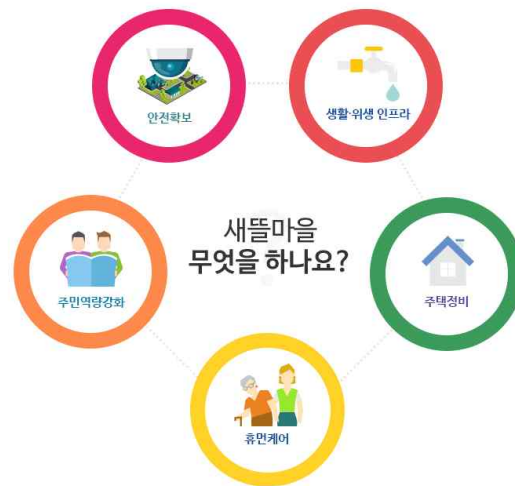 안전확보
생활·위생 인프라
새뜰마을
무엇을 하나요?
주민역량강화
주택정비
휴먼케어